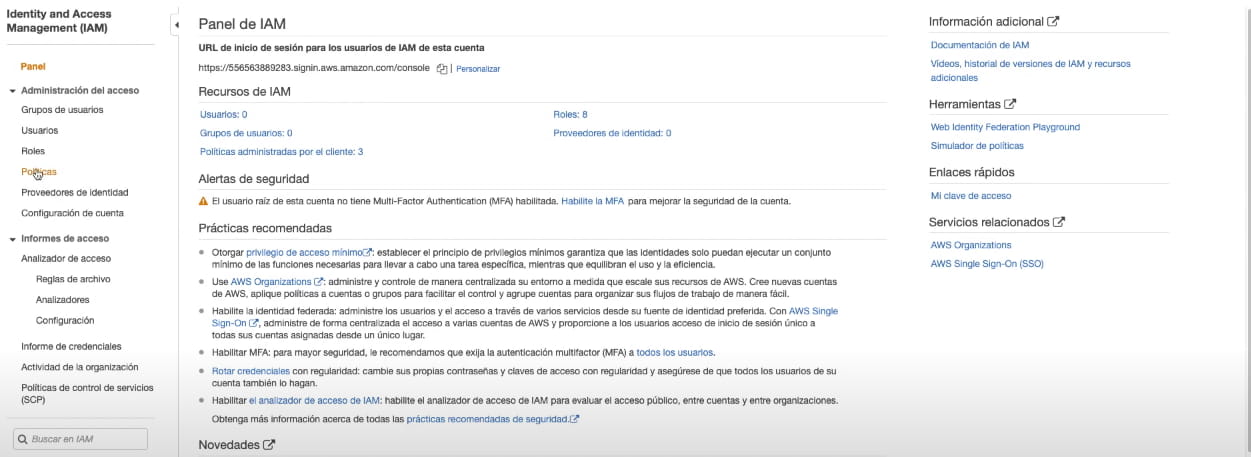 Identity and Access
Management (IAM)
Panel
Administración del acceso
Grupos de usuarios
Usuarios
Roles
Políticas
Proveedores de identidad
Configuración de cuenta
Informes de acceso
Analizador de acceso
Reglas de archivo
Analizadores
Configuración
Informe de credenciales
Actividad de la organización
Políticas de control de servicios
(SCP)
Buscar en IAM
Panel de IAM
URL de inicio de sesión para los usuarios de IAM de esta cuenta
https://556563889283.signin.aws.amazon.com/console | Personalizar
Recursos de IAM
Usuarios: 0
Roles: 8
Grupos de usuarios: 0
Proveedores de identidad: 0
Políticas administradas por el cliente: 3
Alertas de seguridad
El usuario raíz de esta cuenta no tiene Multi-Factor Authentication (MFA) habilitada. Habilite la MFA para mejorar la seguridad de la cuenta.
Prácticas recomendadas
Otorgar privilegio de acceso mínimo: establecer el principio de privilegios mínimos garantiza que las identidades solo puedan ejecutar un conjunto
mínimo de las funciones necesarias para llevar a cabo una tarea específica, mientras que equilibran el uso y la eficiencia.
Use AWS Organizations: administre y controle de manera centralizada su entorno a medida que escale sus recursos de AWS. Cree nuevas cuentas
de AWS, aplique políticas a cuentas o grupos para facilitar el control y agrupe cuentas para organizar sus flujos de trabajo de manera fácil.
Habilite la identidad federada: administre los usuarios y el acceso a través de varios servicios desde su fuente de identidad preferida. Con AWS Single
Sign-On, administre de forma centralizada el acceso a varias cuentas de AWS y proporcione a los usuarios acceso de inicio de sesión único a
todas sus cuentas asignadas desde un único lugar.
Habilitar MFA: para mayor seguridad, le recomendamos que exija la autenticación multifactor (MFA) a todos los usuarios.
Rotar credenciales con regularidad: cambie sus propias contraseñas y claves de acceso con regularidad y asegúrese de que todos los usuarios de su
cuenta también lo hagan.
Habilitar el analizador de acceso de IAM: habilite el analizador de acceso de IAM para evaluar el acceso público, entre cuentas y entre organizaciones.
Obtenga más información acerca de todas las prácticas recomendadas de seguridad.
Novedades
Información adicional
Documentación de IAM
Vídeos, historial de versiones de IAM y recursos
adicionales
Herramientas
Web Identity Federation Playground
Simulador de políticas
Enlaces rápidos
Mi clave de acceso
Servicios relacionados
AWS Organizations
AWS Single Sign-On (SSO)